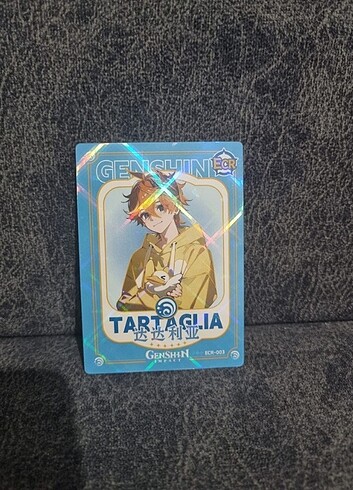 GENSHIN
ECR
TARTAGLIA
达达利亚
GENSHIN
IMPACT
ECR-003